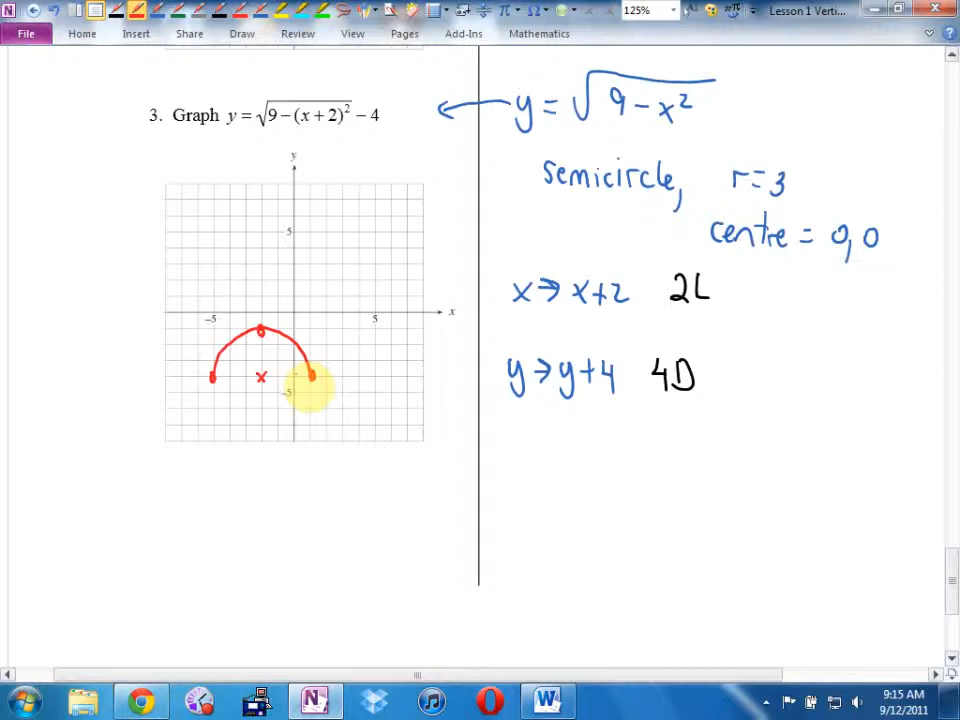 125%
Lesson 1 Verti...
File Home Insert Share Draw Review View Pages Add-Ins Mathematics
3. Graph y = √(9 − (x + 2)²) − 4
y
5
x
−5
5
−5
y = √(9 − x²)
semicircle, r = 3
centre = 0,0
x → x+2 2L
y → y+4 4D
9:15 AM
9/12/2011